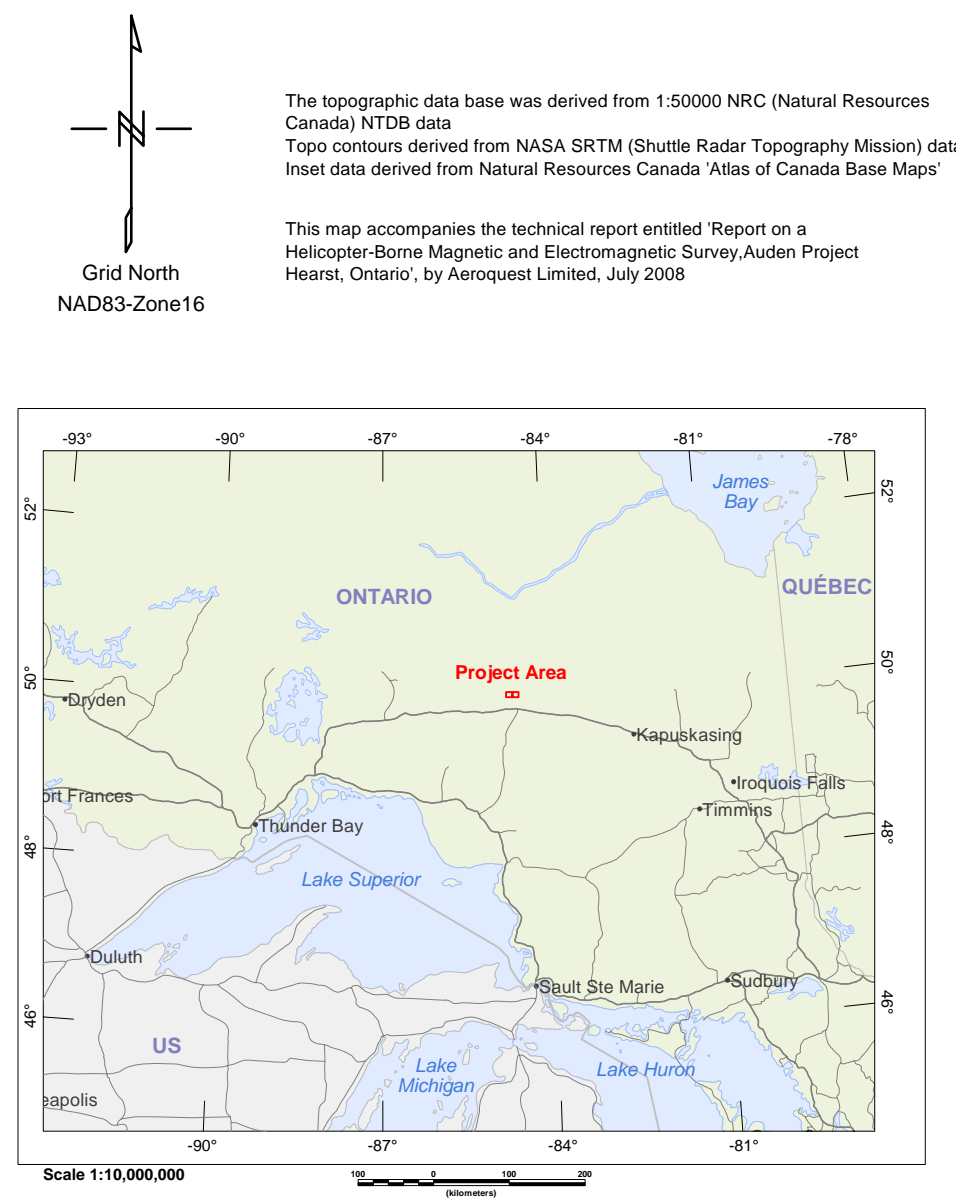 N
Grid North
NAD83-Zone16
The topographic data base was derived from 1:50000 NRC (Natural Resources
Canada) NTDB data
Topo contours derived from NASA SRTM (Shuttle Radar Topography Mission) data
Inset data derived from Natural Resources Canada 'Atlas of Canada Base Maps'
This map accompanies the technical report entitled 'Report on a
Helicopter-Borne Magnetic and Electromagnetic Survey,Auden Project
Hearst, Ontario', by Aeroquest Limited, July 2008
-93° -90° -87° -84° -81° -78°
James
Bay
52° 52°
ONTARIO
QUÉBEC
50° 50°
Project Area
Dryden
Kapuskasing
Iroquois Falls
ort Frances
Timmins
Thunder Bay
48° 48°
Lake Superior
Duluth
Sault Ste Marie
Sudbury
46° 46°
US
Lake
Michigan
Lake Huron
eapolis
-90° -87° -84° -81°
Scale 1:10,000,000
100 0 100 200
(kilometers)